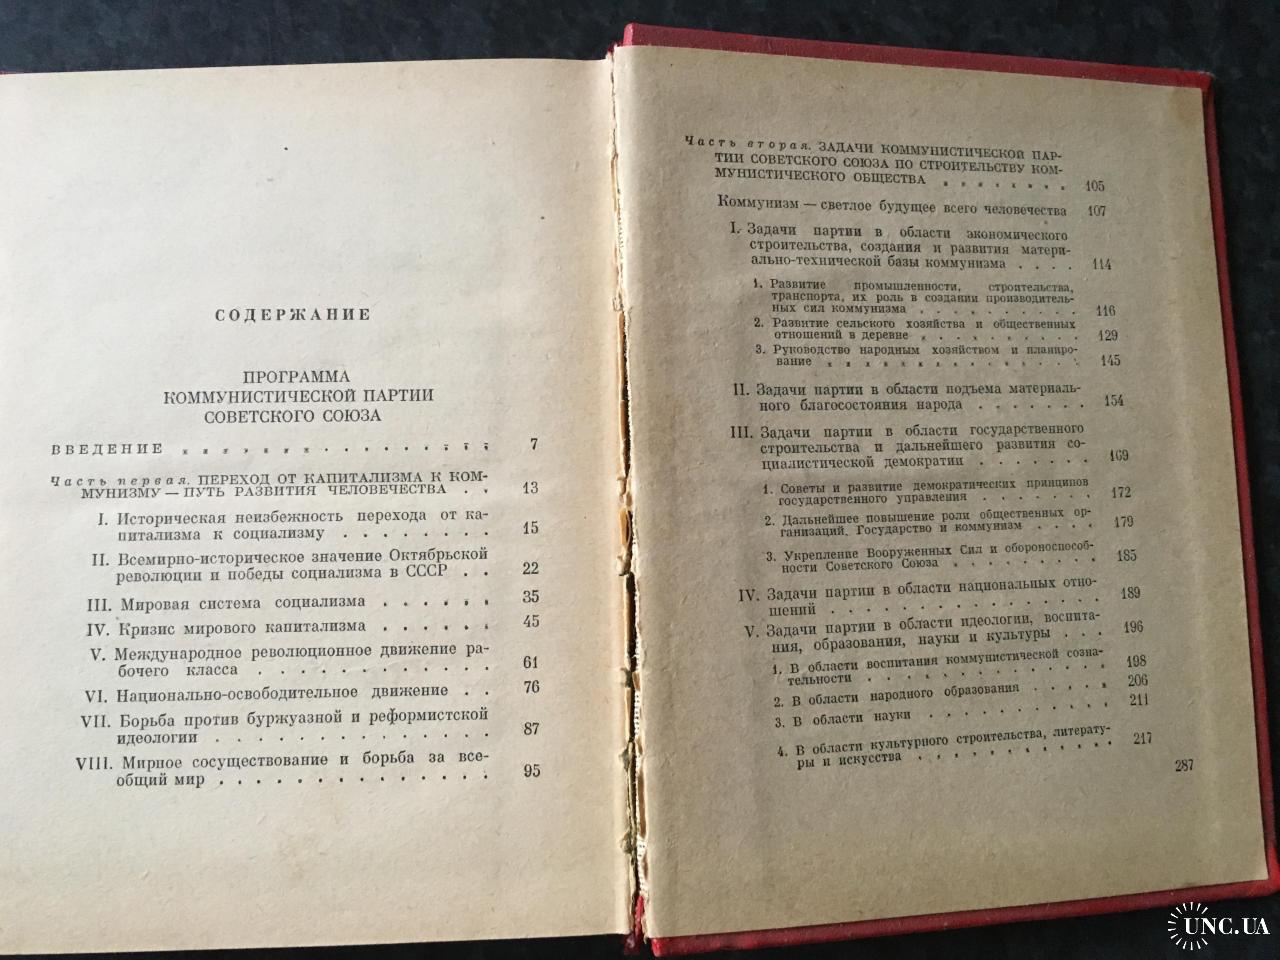 СОДЕРЖАНИЕ
ПРОГРАММА
КОММУНИСТИЧЕСКОЙ ПАРТИИ
СОВЕТСКОГО СОЮЗА
ВВЕДЕНИЕ . . . . . . . . . . . . . 7
Часть первая. ПЕРЕХОД ОТ КАПИТАЛИЗМА К КОМ-
МУНИЗМУ — ПУТЬ РАЗВИТИЯ ЧЕЛОВЕЧЕСТВА . . 13
I. Историческая неизбежность перехода от ка-
питализма к социализму . . . . . . . . 15
II. Всемирно-историческое значение Октябрьской
революции и победы социализма в СССР . . 22
III. Мировая система социализма . . . . . . 35
IV. Кризис мирового капитализма . . . . . . 45
V. Международное революционное движение ра-
бочего класса . . . . . . . . . . . . 61
VI. Национально-освободительное движение . . 76
VII. Борьба против буржуазной и реформистской
идеологии . . . . . . . . . . . . . . 87
VIII. Мирное сосуществование и борьба за все-
общий мир . . . . . . . . . . . . . . 95
Часть вторая. ЗАДАЧИ КОММУНИСТИЧЕСКОЙ ПАР-
ТИИ СОВЕТСКОГО СОЮЗА ПО СТРОИТЕЛЬСТВУ КОМ-
МУНИСТИЧЕСКОГО ОБЩЕСТВА . . . . . . . . 105
Коммунизм — светлое будущее всего человечества 107
I. Задачи партии в области экономического
строительства, создания и развития матери-
ально-технической базы коммунизма . . . . 114
1. Развитие промышленности, строительства,
транспорта, их роль в создании производитель-
ных сил коммунизма . . . . . . . . . . 116
2. Развитие сельского хозяйства и общественных
отношений в деревне . . . . . . . . . . 129
3. Руководство народным хозяйством и планиро-
вание . . . . . . . . . . . . . . . 145
II. Задачи партии в области подъема материаль-
ного благосостояния народа . . . . . . . 154
III. Задачи партии в области государственного
строительства и дальнейшего развития со-
циалистической демократии . . . . . . . 169
1. Советы и развитие демократических принципов
государственного управления . . . . . . . 172
2. Дальнейшее повышение роли общественных ор-
ганизаций. Государство и коммунизм . . . . 179
3. Укрепление Вооруженных Сил и обороноспособ-
ности Советского Союза . . . . . . . . . 185
IV. Задачи партии в области национальных отно-
шений . . . . . . . . . . . . . . . . 189
V. Задачи партии в области идеологии, воспита-
ния, образования, науки и культуры . . . 196
1. В области воспитания коммунистической созна-
тельности . . . . . . . . . . . . . . 198
2. В области народного образования . . . . . 206
3. В области науки . . . . . . . . . . . 211
4. В области культурного строительства, литерату-
ры и искусства . . . . . . . . . . . . 217
287
UNC.UA